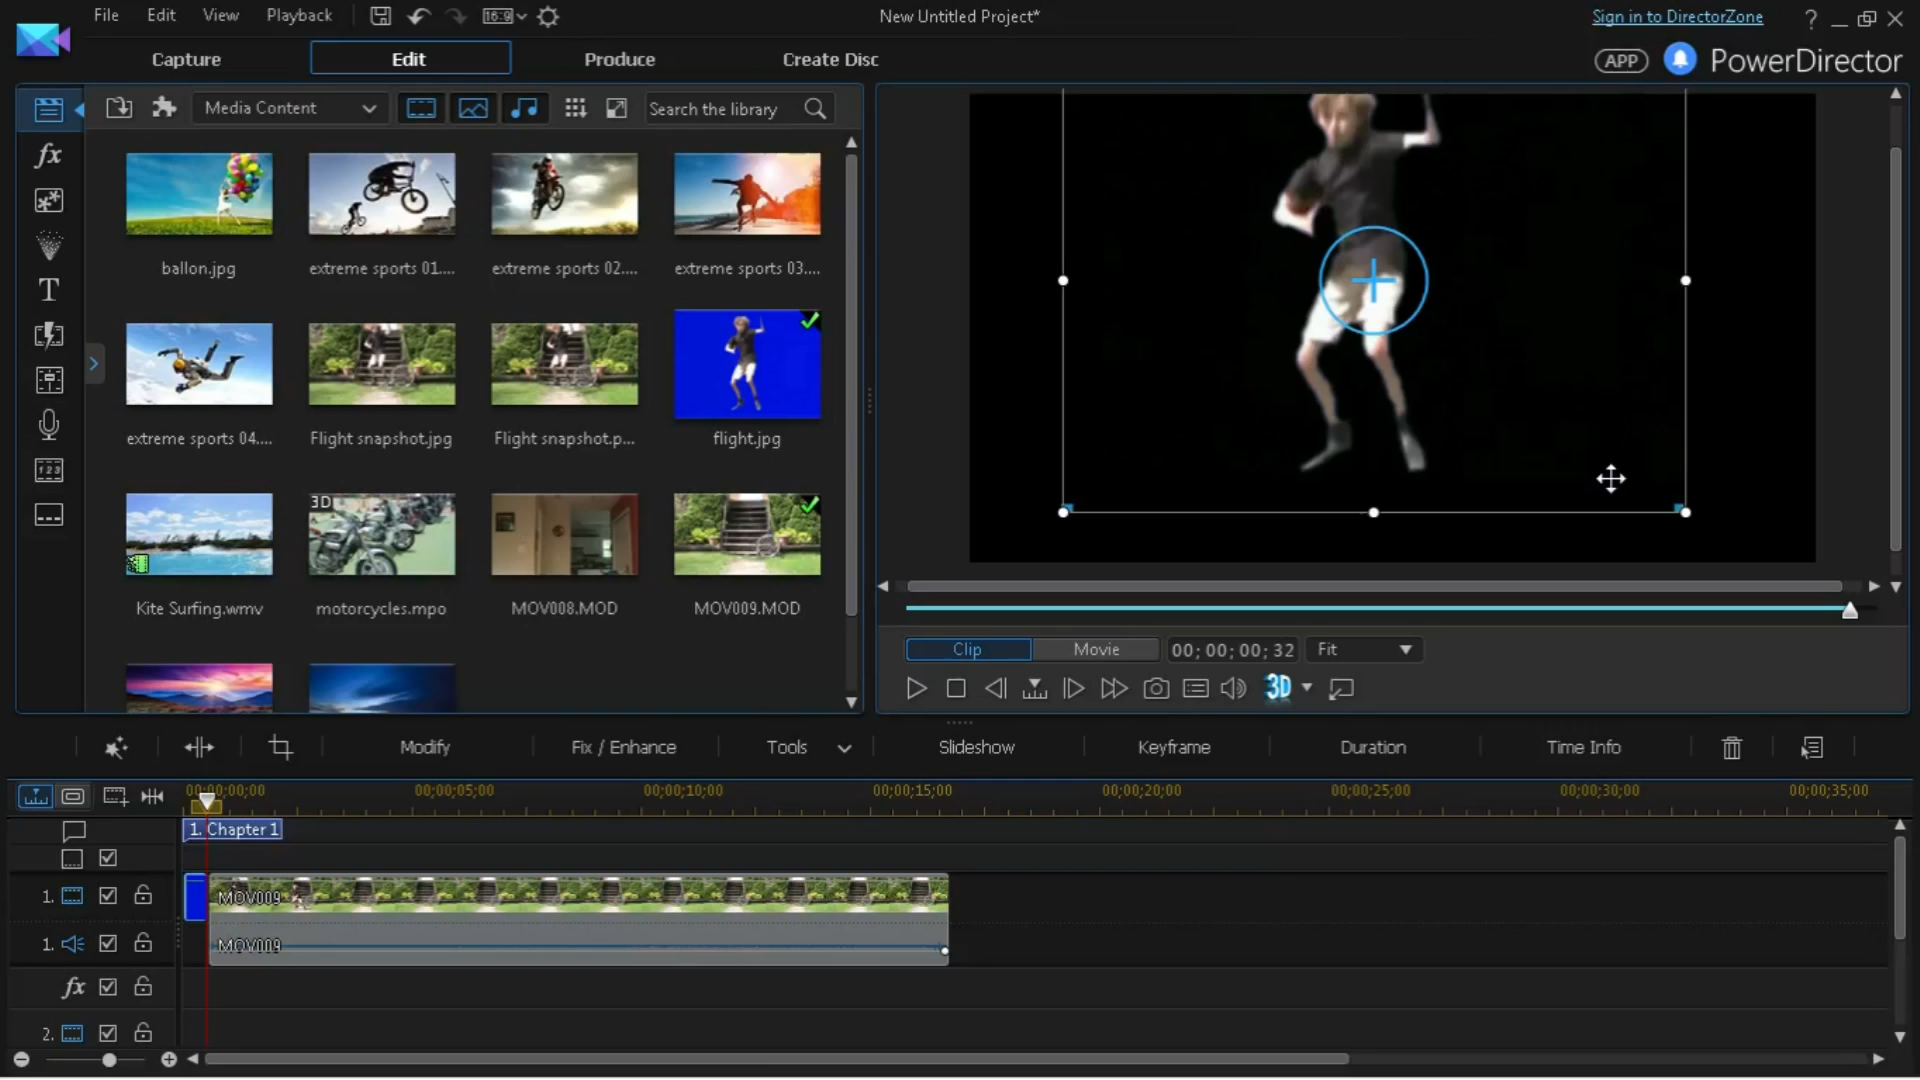 File Edit View Playback 16:9 New Untitled Project* Sign in to DirectorZone ?
Capture Edit Produce Create Disc APP PowerDirector
Media Content Search the library
fx
ballon.jpg extreme sports 01.... extreme sports 02.... extreme sports 03....
T
extreme sports 04.... Flight snapshot.jpg Flight snapshot.p... flight.jpg
3D
Kite Surfing.wmv motorcycles.mpo MOV008.MOD MOV009.MOD
Clip Movie 00; 00; 00; 32 Fit
3D
Modify Fix / Enhance Tools Slideshow Keyframe Duration Time Info
00;00;00;00 00;00;05;00 00;00;10;00 00;00;15;00 00;00;20;00 00;00;25;00 00;00;30;00 00;00;35;00
1. Chapter 1
1. MOV009
1. MOV009
fx
2.